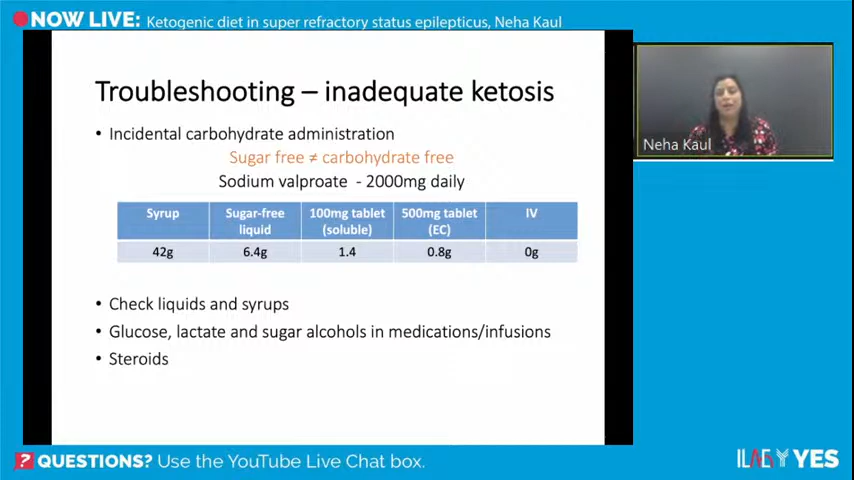 NOW LIVE: Ketogenic diet in super refractory status epilepticus, Neha Kaul
Troubleshooting – inadequate ketosis
• Incidental carbohydrate administration
Sugar free ≠ carbohydrate free
Sodium valproate - 2000mg daily
Syrup Sugar-free liquid 100mg tablet (soluble) 500mg tablet (EC) IV
42g 6.4g 1.4 0.8g 0g
• Check liquids and syrups
• Glucose, lactate and sugar alcohols in medications/infusions
• Steroids
Neha Kaul
? QUESTIONS? Use the YouTube Live Chat box.
ILAE YES